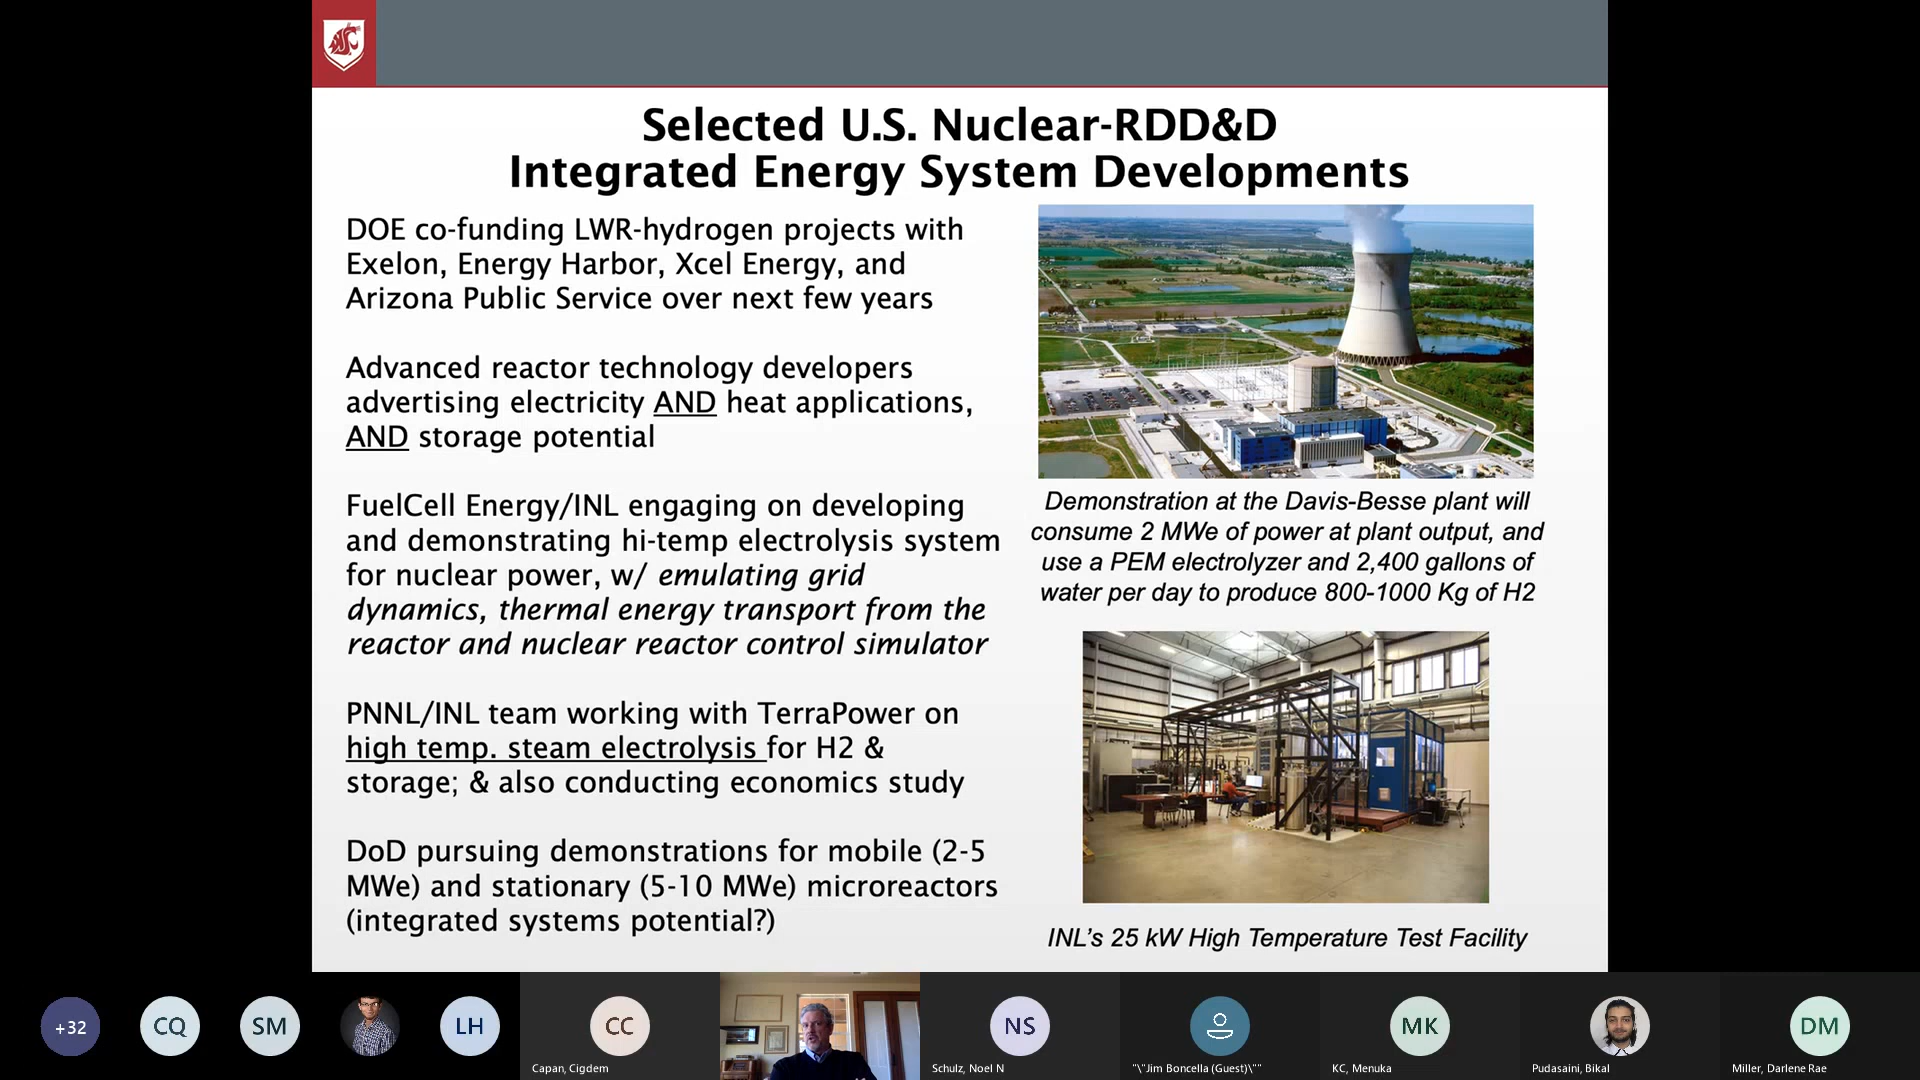 Selected U.S. Nuclear-RDD&D
Integrated Energy System Developments
DOE co-funding LWR-hydrogen projects with
Exelon, Energy Harbor, Xcel Energy, and
Arizona Public Service over next few years
Advanced reactor technology developers
advertising electricity AND heat applications,
AND storage potential
FuelCell Energy/INL engaging on developing
and demonstrating hi-temp electrolysis system
for nuclear power, w/ emulating grid
dynamics, thermal energy transport from the
reactor and nuclear reactor control simulator
PNNL/INL team working with TerraPower on
high temp. steam electrolysis for H2 &
storage; & also conducting economics study
DoD pursuing demonstrations for mobile (2-5
MWe) and stationary (5-10 MWe) microreactors
(integrated systems potential?)
Demonstration at the Davis-Besse plant will
consume 2 MWe of power at plant output, and
use a PEM electrolyzer and 2,400 gallons of
water per day to produce 800-1000 Kg of H2
INL's 25 kW High Temperature Test Facility
+32
CQ
SM
LH
CC
NS
MK
DM
Capan, Cigdem
Schulz, Noel N
"\"Jim Boncella (Guest)\""
KC, Menuka
Pudasaini, Bikal
Miller, Darlene Rae